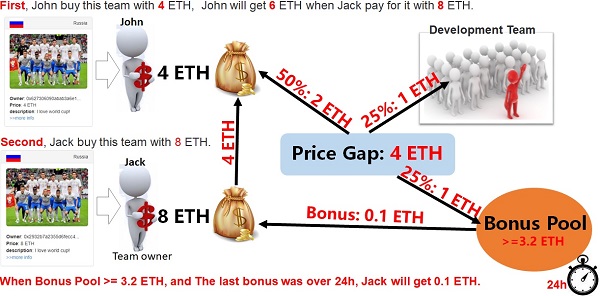 First, John buy this team with 4 ETH, John will get 6 ETH when Jack pay for it with 8 ETH.
Russia
John
Price: 4 ETH
description: I love world cup!
>>more info
4 ETH
50%: 2 ETH
25%: 1 ETH
Development Team
Second, Jack buy this team with 8 ETH.
4 ETH
Price Gap: 4 ETH
25%: 1 ETH
Russia
Jack
Price: 8 ETH
description: I love world cup!
>>more info
8 ETH
Team owner
Bonus: 0.1 ETH
Bonus Pool
>=3.2 ETH
When Bonus Pool >= 3.2 ETH, and The last bonus was over 24h, Jack will get 0.1 ETH.
24h